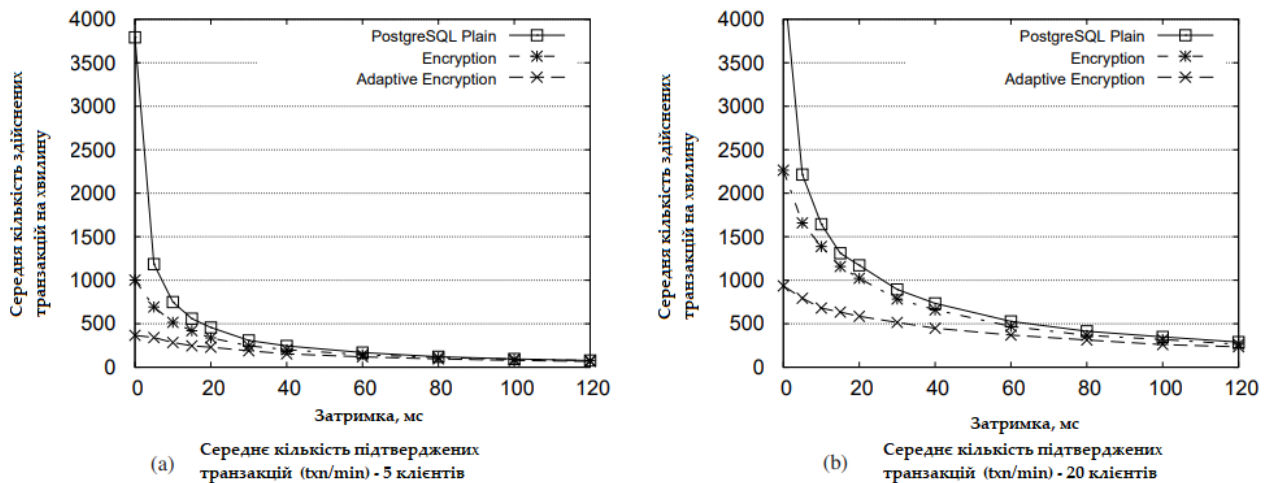 Середня кількість здійснених
транзакцій на хвилину
4000
3500
3000
2500
2000
1500
1000
500
0
PostgreSQL Plain
Encryption
Adaptive Encryption
0 20 40 60 80 100 120
Затримка, мс
(a) Середнє кількість підтверджених
транзакцій (txn/min) - 5 клієнтів
Середня кількість здійснених
транзакцій на хвилину
4000
3500
3000
2500
2000
1500
1000
500
0
PostgreSQL Plain
Encryption
Adaptive Encryption
0 20 40 60 80 100 120
Затримка, мс
(b) Середнє кількість підтверджених
транзакцій (txn/min) - 20 клієнтів